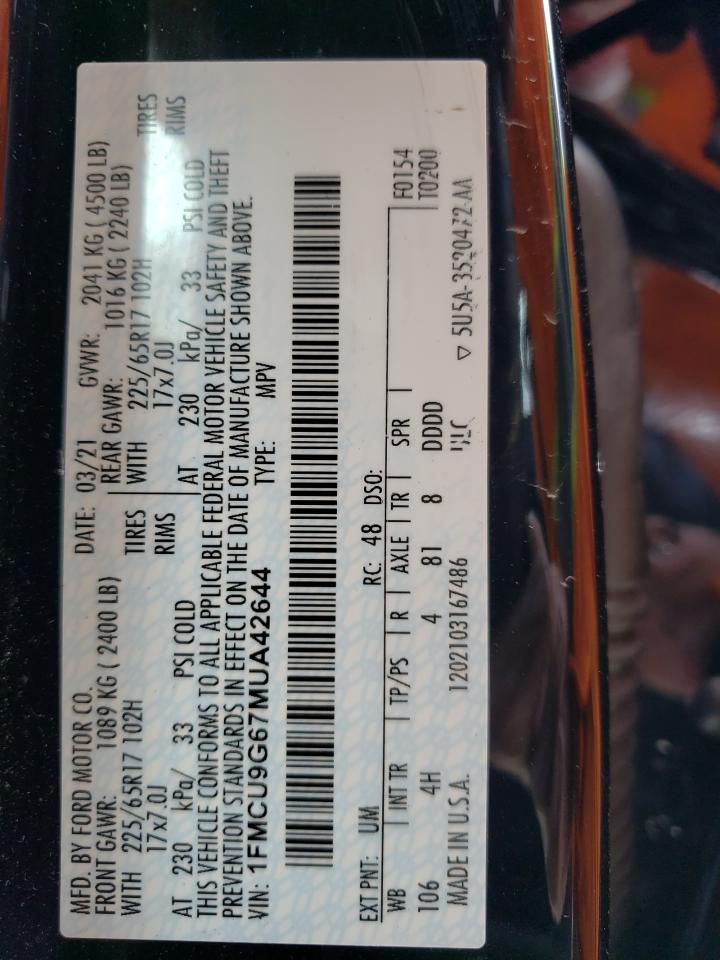 MFD. BY FORD MOTOR CO. DATE: 03/21 GVWR: 2041 KG ( 4500 LB)
FRONT GAWR: 1089 KG ( 2400 LB) REAR GAWR: 1016 KG ( 2240 LB)
WITH 225/65R17 102H TIRES WITH 225/65R17 102H TIRES
17x7.0J RIMS 17x7.0J RIMS
AT 230 kPa/ 33 PSI COLD AT 230 kPa/ 33 PSI COLD
THIS VEHICLE CONFORMS TO ALL APPLICABLE FEDERAL MOTOR VEHICLE SAFETY AND THEFT
PREVENTION STANDARDS IN EFFECT ON THE DATE OF MANUFACTURE SHOWN ABOVE.
VIN: 1FMCU9G67MUA42644 TYPE: MPV
EXT PNT: UM RC: 48 DSO:
WB INT TR TP/PS R AXLE TR SPR F0154
106 4H 4 81 8 DDDD T0200
MADE IN U.S.A. 1202103167486 5U5A-3520472-AA